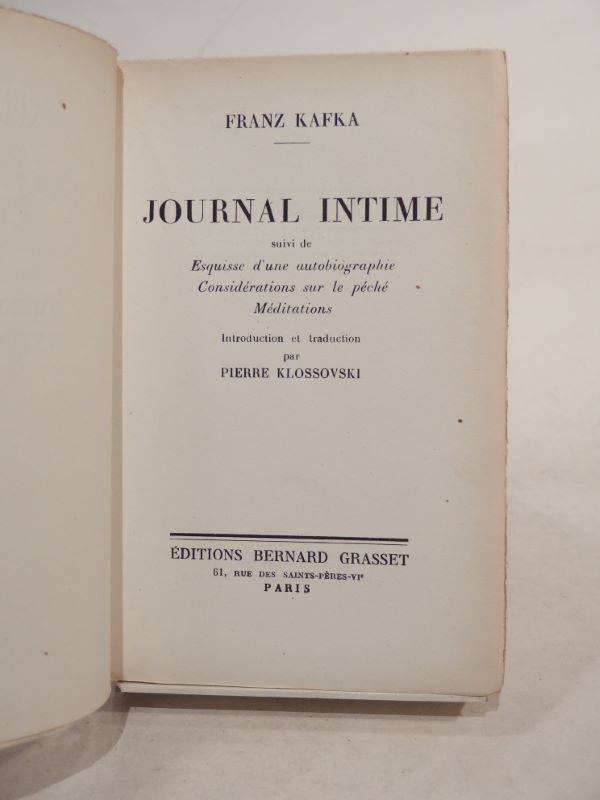 FRANZ KAFKA
JOURNAL INTIME
suivi de
Esquisse d'une autobiographie
Considérations sur le péché
Méditations
Introduction et traduction
par
PIERRE KLOSSOVSKI
ÉDITIONS BERNARD GRASSET
61, RUE DES SAINTS-PÈRES-VIᵉ
PARIS